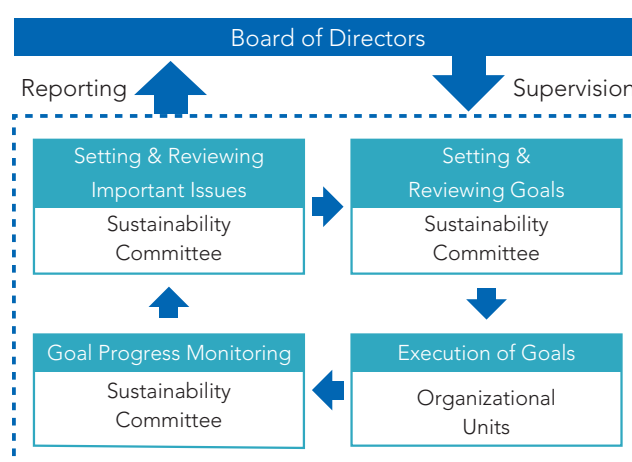 Board of Directors
Reporting
Supervision
Setting & Reviewing
Important Issues
Sustainability
Committee
Setting &
Reviewing Goals
Sustainability
Committee
Goal Progress Monitoring
Sustainability
Committee
Execution of Goals
Organizational
Units